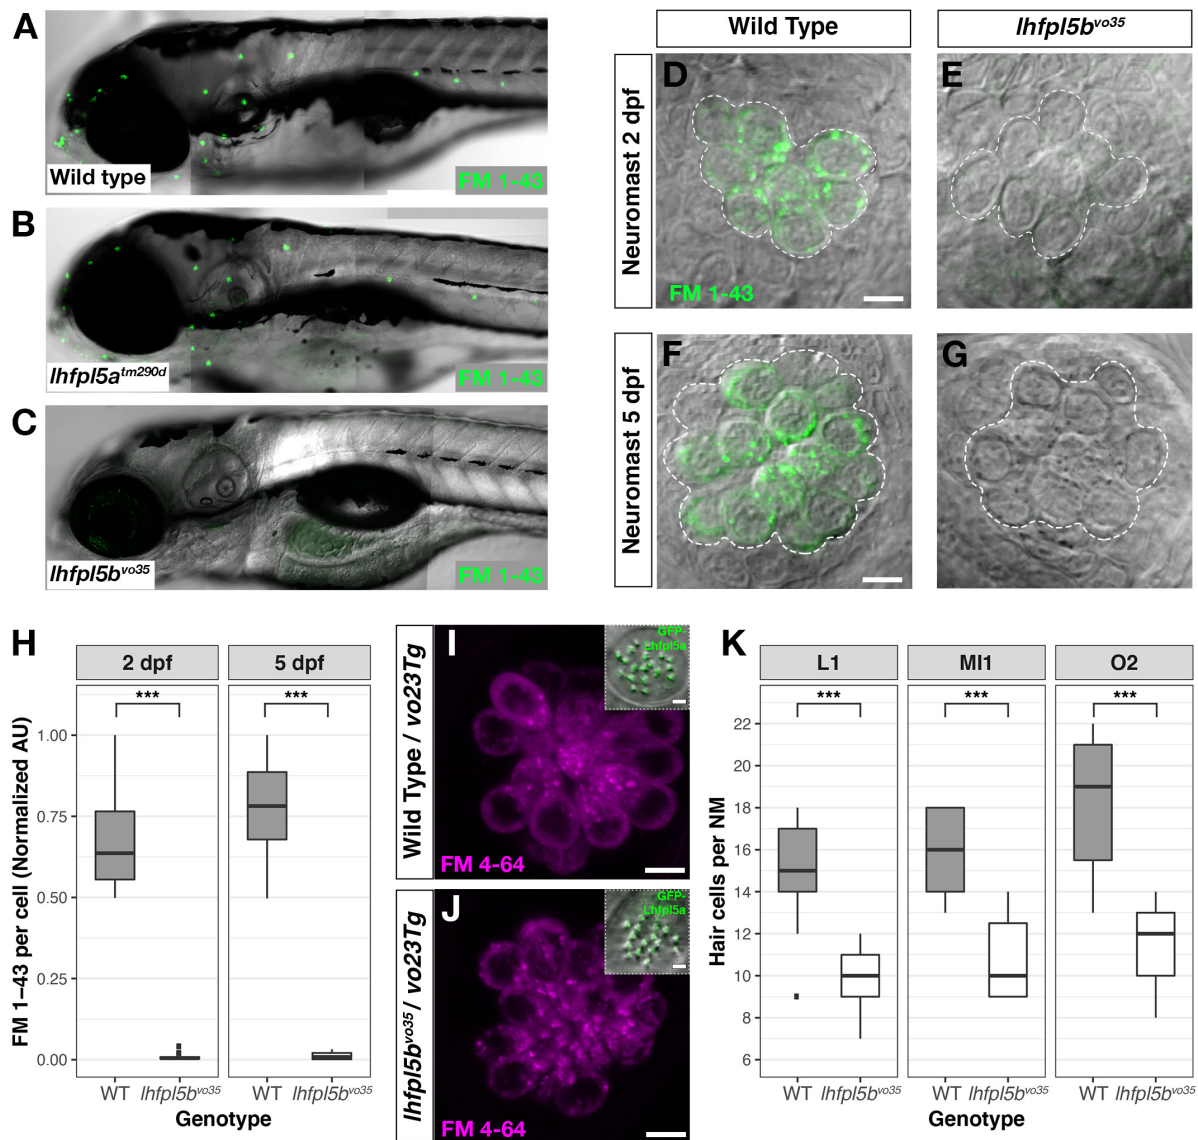 A
Wild type
FM 1-43
B
lhfpl5a^tm290d
FM 1-43
C
lhfpl5b^vo35
FM 1-43
Wild Type
lhfpl5b^vo35
Neuromast 2 dpf
D
FM 1-43
E
Neuromast 5 dpf
F
G
H
2 dpf
5 dpf
***
***
FM 1–43 per cell (Normalized AU)
1.00
0.75
0.50
0.25
0.00
WT
lhfpl5b^vo35
WT
lhfpl5b^vo35
Genotype
Wild Type / vo23Tg
I
GFP-
Lhfpl5a
FM 4-64
lhfpl5b^vo35 / vo23Tg
J
GFP-
Lhfpl5a
FM 4-64
K
L1
MI1
O2
***
***
***
Hair cells per NM
22
20
18
16
14
12
10
8
6
WT
lhfpl5b^vo35
WT
lhfpl5b^vo35
WT
lhfpl5b^vo35
Genotype